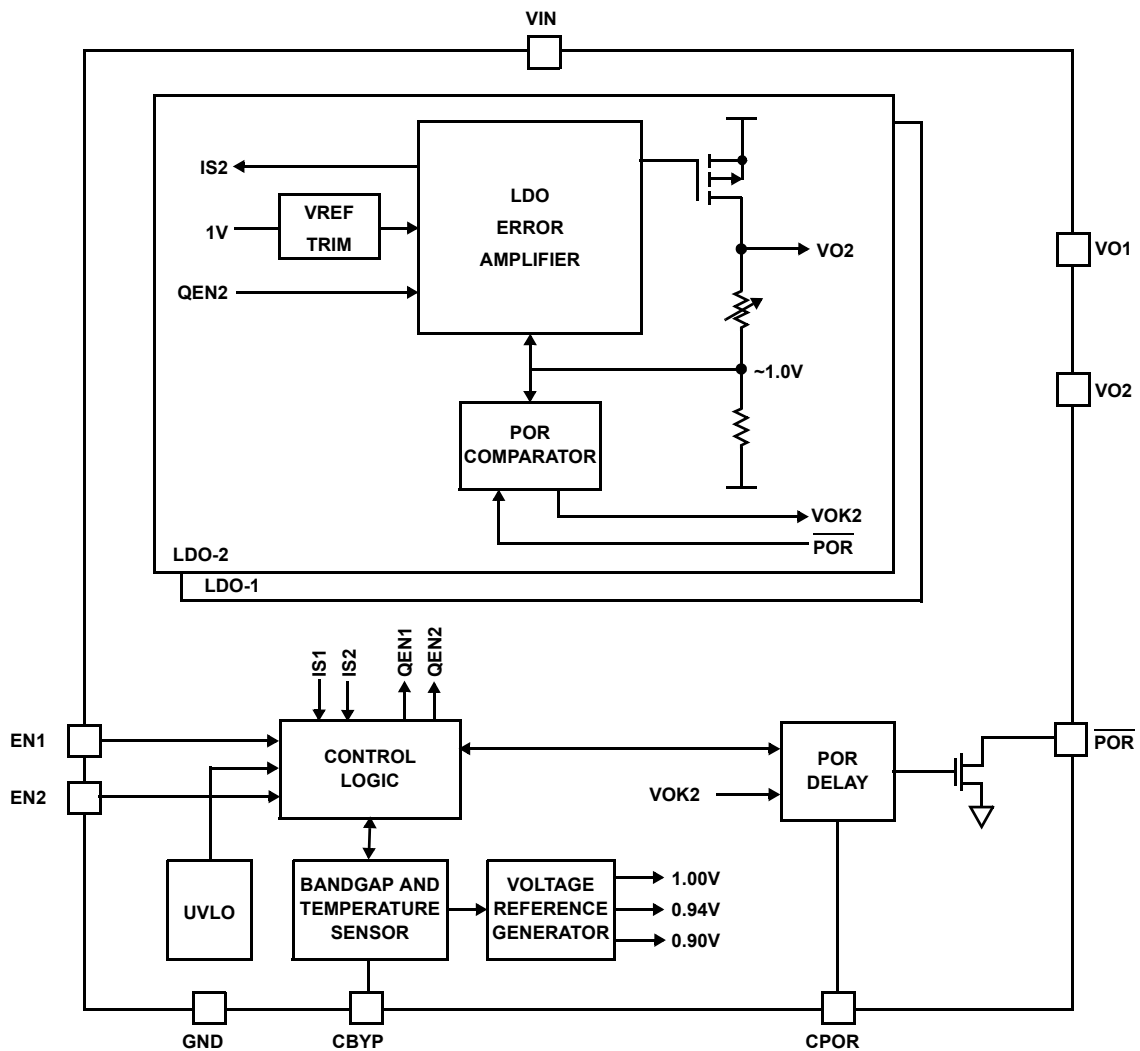 VIN
IS2
LDO
ERROR
AMPLIFIER
VREF
TRIM
1V
QEN2
VO2
~1.0V
POR
COMPARATOR
VOK2
POR
LDO-2
LDO-1
VO1
VO2
IS1
IS2
QEN1
QEN2
EN1
EN2
CONTROL
LOGIC
VOK2
POR
DELAY
POR
UVLO
BANDGAP AND
TEMPERATURE
SENSOR
VOLTAGE
REFERENCE
GENERATOR
1.00V
0.94V
0.90V
GND
CBYP
CPOR